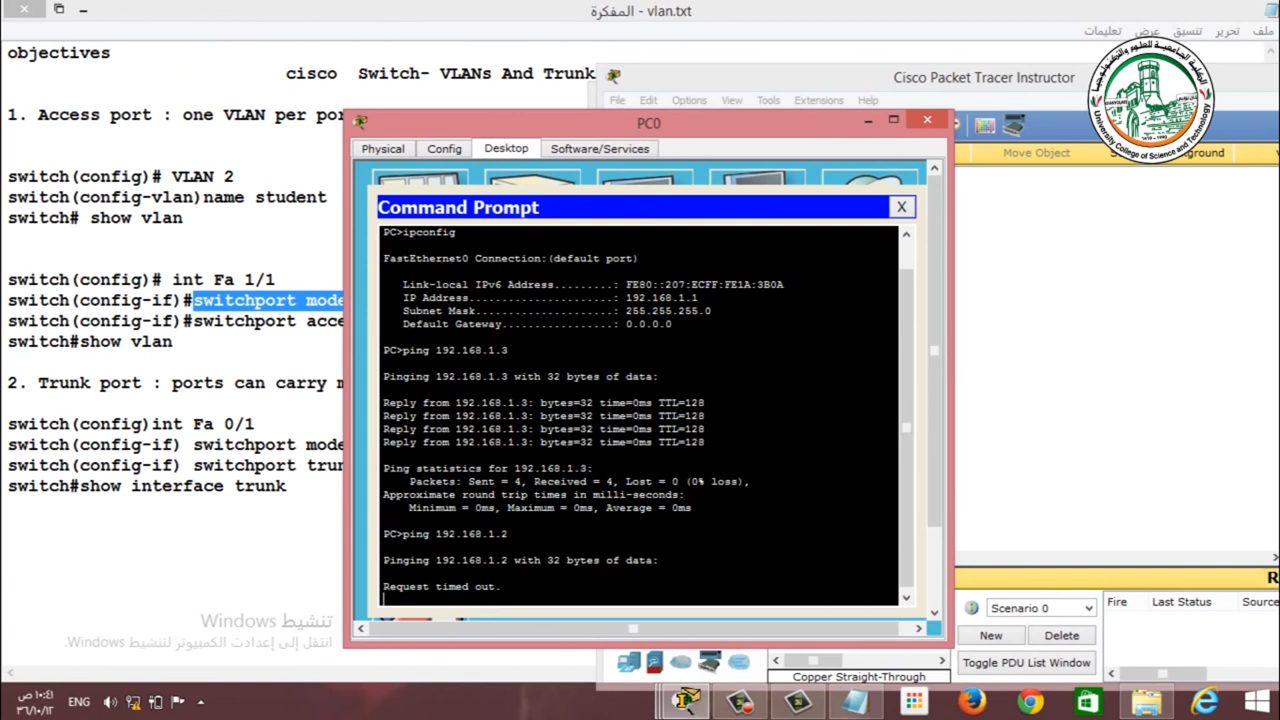 vlan.txt - المفكرة
ملف تحرير تنسيق عرض تعليمات
objectives
cisco Switch- VLANs And Trunk
1. Access port : one VLAN per por
switch(config)# VLAN 2
switch(config-vlan)name student
switch# show vlan
switch(config)# int Fa 1/1
switch(config-if)#switchport mode
switch(config-if)#switchport acce
switch#show vlan
2. Trunk port : ports can carry m
switch(config)int Fa 0/1
switch(config-if) switchport mode
switch(config-if) switchport trun
switch#show interface trunk
Cisco Packet Tracer Instructor
File Edit Options View Tools Extensions Help
Move Object
University College of Science and Technology
PC0
Physical Config Desktop Software/Services
Command Prompt
X
PC>ipconfig
FastEthernet0 Connection:(default port)
Link-local IPv6 Address.........: FE80::207:ECFF:FE1A:3B0A
IP Address......................: 192.168.1.1
Subnet Mask.....................: 255.255.255.0
Default Gateway.................: 0.0.0.0
PC>ping 192.168.1.3
Pinging 192.168.1.3 with 32 bytes of data:
Reply from 192.168.1.3: bytes=32 time=0ms TTL=128
Reply from 192.168.1.3: bytes=32 time=0ms TTL=128
Reply from 192.168.1.3: bytes=32 time=0ms TTL=128
Reply from 192.168.1.3: bytes=32 time=0ms TTL=128
Ping statistics for 192.168.1.3:
Packets: Sent = 4, Received = 4, Lost = 0 (0% loss),
Approximate round trip times in milli-seconds:
Minimum = 0ms, Maximum = 0ms, Average = 0ms
PC>ping 192.168.1.2
Pinging 192.168.1.2 with 32 bytes of data:
Request timed out.
تنشيط Windows
انتقل إلى إعدادت الكمبيوتر لتنشيط Windows.
Scenario 0
New Delete
Toggle PDU List Window
Fire Last Status Source
Copper Straight-Through
ENG
١٠:٤١ ص
٣٦/١٠/١٢